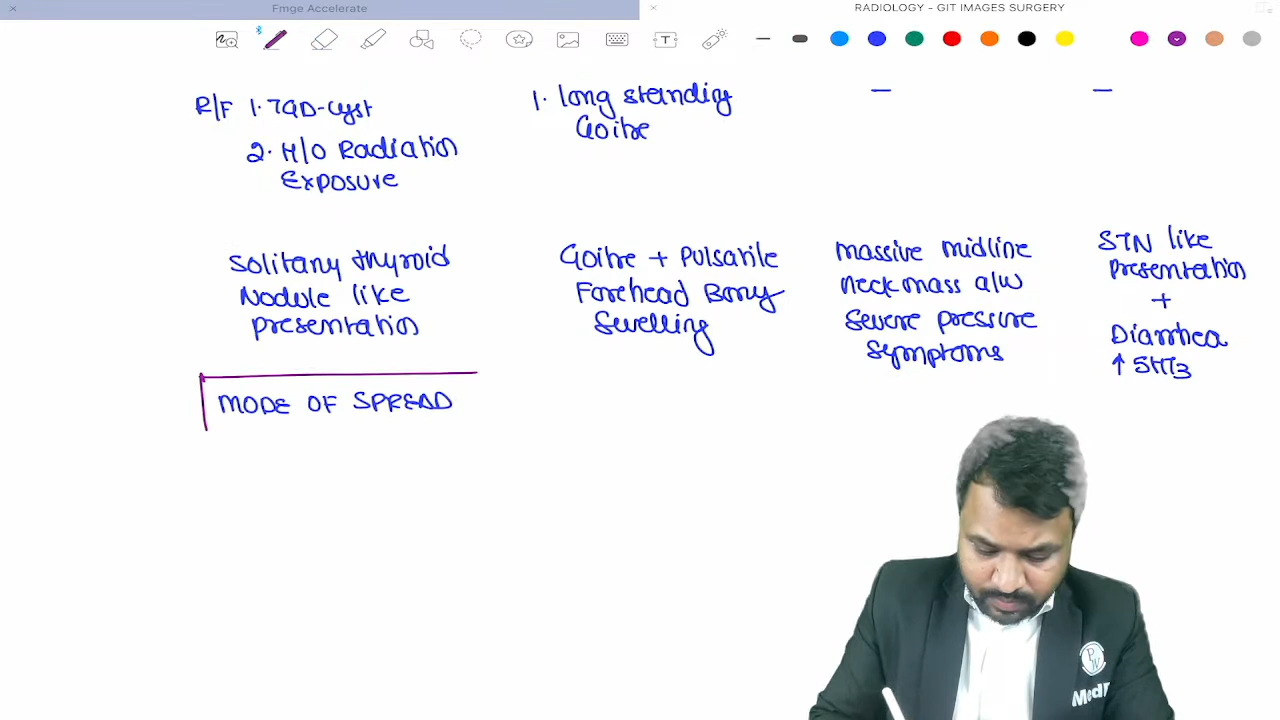 Fmge Accelerate
RADIOLOGY - GIT IMAGES SURGERY
T
R/F 1. TGD-cyst
2. H/O Radiation
Exposure
1. long standing
Goitre
-
-
Solitary thyroid
Nodule like
presentation
Goitre + Pulsatile
Forehead Bony
Swelling
Massive midline
neck mass a/w
Severe pressure
Symptoms
STN like
presentation
+
Diarrhea
↑ 5HT3
MODE OF SPREAD
PW
MedE